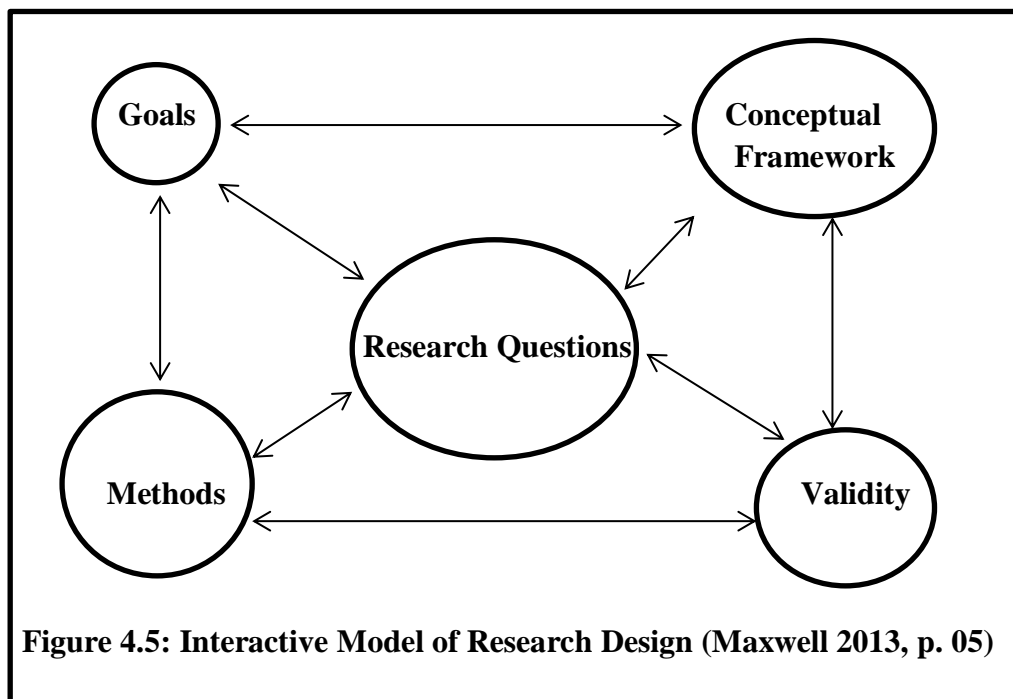 Goals
Conceptual
Framework
Research Questions
Methods
Validity
Figure 4.5: Interactive Model of Research Design (Maxwell 2013, p. 05)